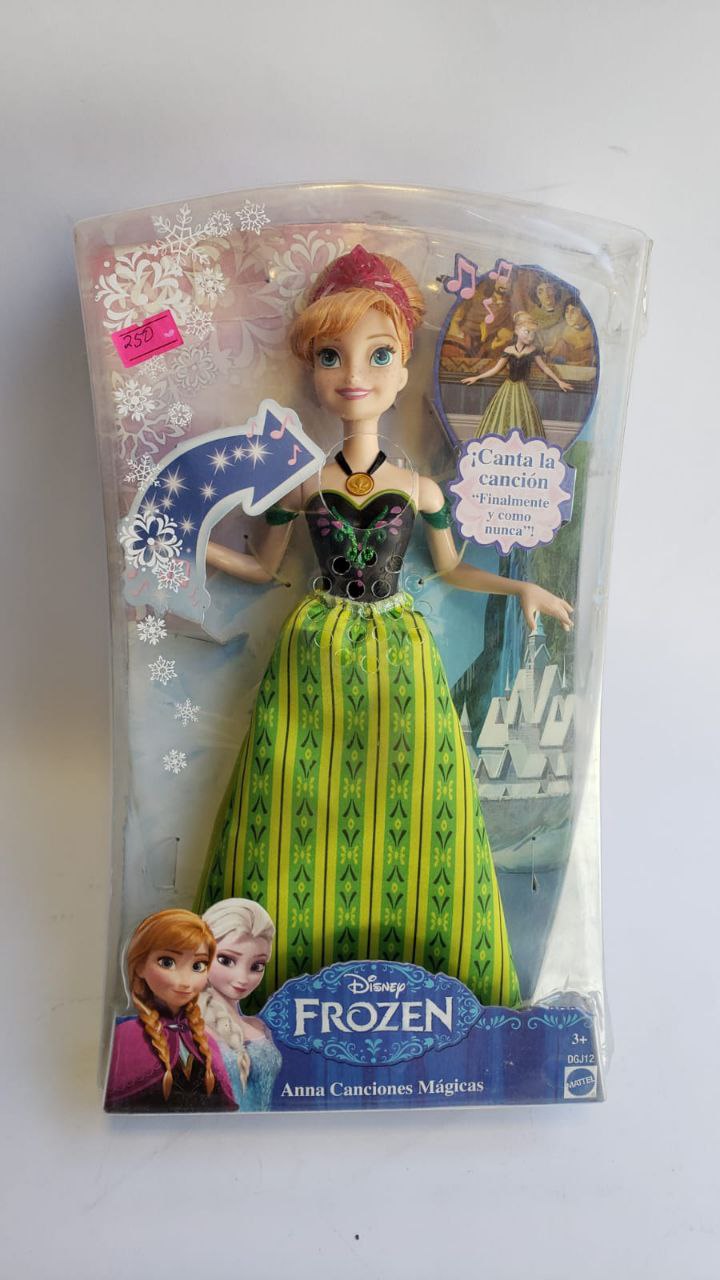 250
¡Canta la
canción
“Finalmente
y como
nunca”!
Disney
FROZEN
Anna Canciones Mágicas
3+
DGJ12
MATTEL